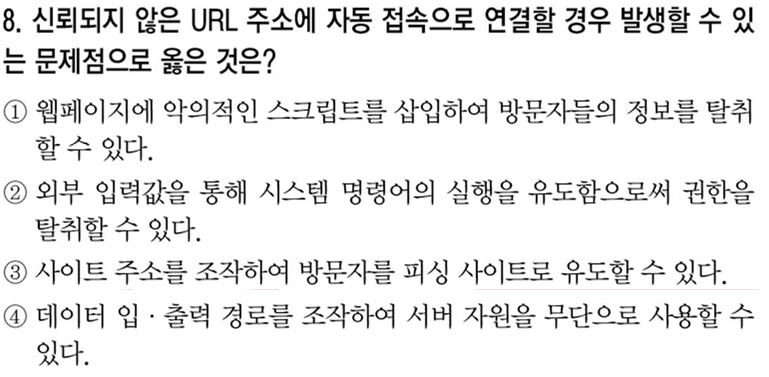 8. 신뢰되지 않은 URL 주소에 자동 접속으로 연결할 경우 발생할 수 있
는 문제점으로 옳은 것은?
① 웹페이지에 악의적인 스크립트를 삽입하여 방문자들의 정보를 탈취
할 수 있다.
② 외부 입력값을 통해 시스템 명령어의 실행을 유도함으로써 권한을
탈취할 수 있다.
③ 사이트 주소를 조작하여 방문자를 피싱 사이트로 유도할 수 있다.
④ 데이터 입·출력 경로를 조작하여 서버 자원을 무단으로 사용할 수
있다.